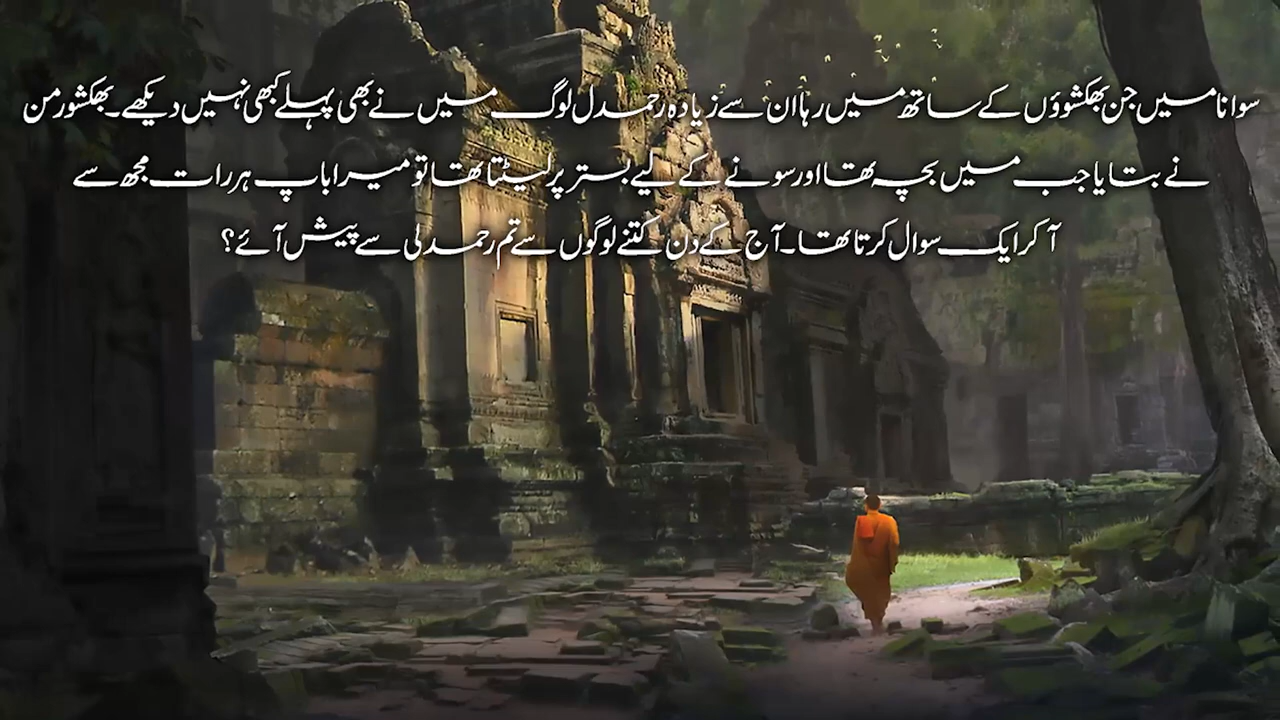 سوانا میں جن بھکشوؤں کے ساتھ میں رہا ان سے زیادہ رحمدل لوگ میں نے بھی پہلے کبھی نہیں دیکھے۔ بھکشو رمن
نے بتایا جب میں بچہ تھا اور سونے کے لیے بستر پر لیٹتا تھا تو میرا باپ ہر رات مجھ سے
آ کر ایک سوال کرتا تھا۔ آج کے دن کتنے لوگوں سے تم رحمدلی سے پیش آئے؟